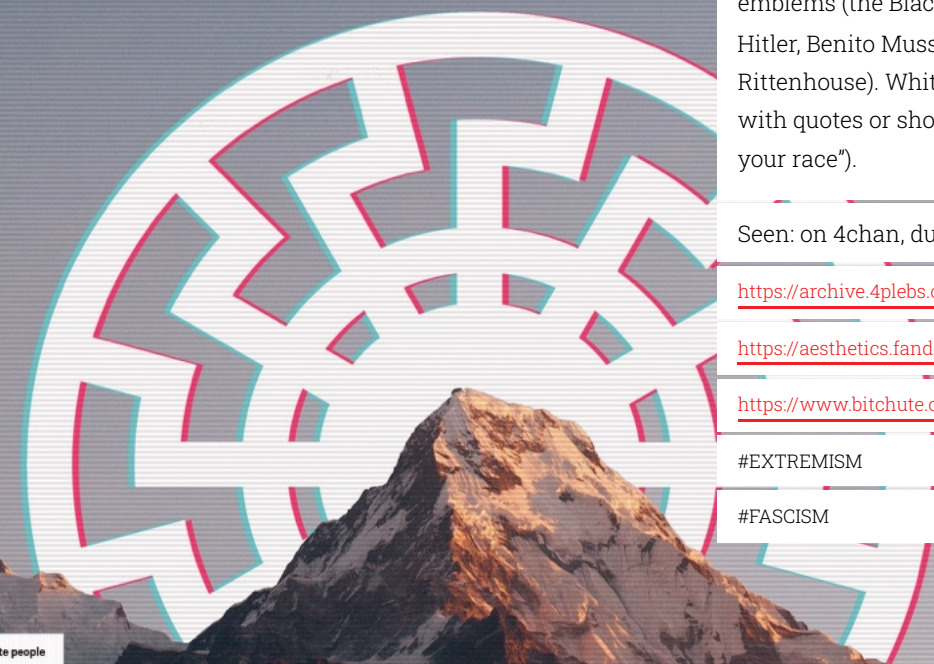 emblems (the Blac
Hitler, Benito Muss
Rittenhouse). Whit
with quotes or sho
your race”).
Seen: on 4chan, du
https://archive.4plebs.
https://aesthetics.fand
https://www.bitchute.
#EXTREMISM
#FASCISM
te people